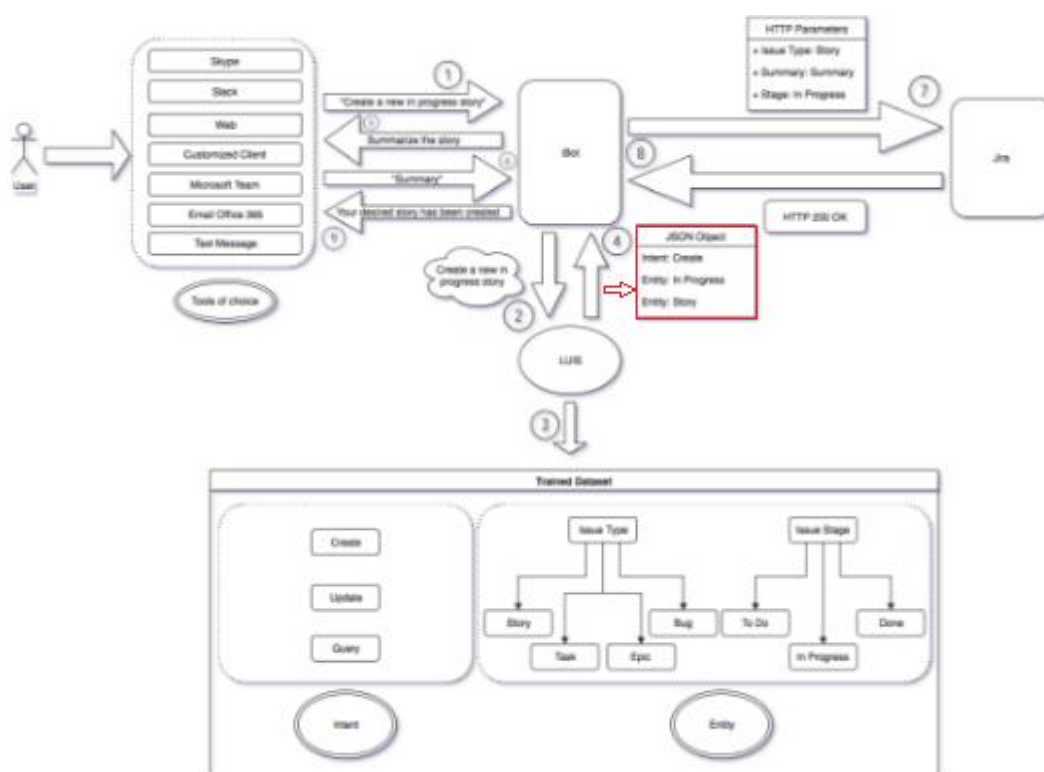 User
Skype
Slack
Web
Customized Client
Microsoft Team
Email Office 365
Text Message
Tools of choice
1
"Create a new in progress story"
5
Summarize the story
6
"Summary"
Your desired story has been created
9
iBot
HTTP Parameters
+ Issue Type: Story
+ Summary: Summary
+ Stage: In Progress
7
8
Jira
HTTP 200 OK
4
JSON Object
Intent: Create
Entity: In Progress
Entity: Story
Create a new in
progress story
2
LUIS
3
Trained Dataset
Create
Update
Query
Intent
Issue Type
Story
Task
Epic
Bug
Issue Stage
To Do
In Progress
Done
Entity